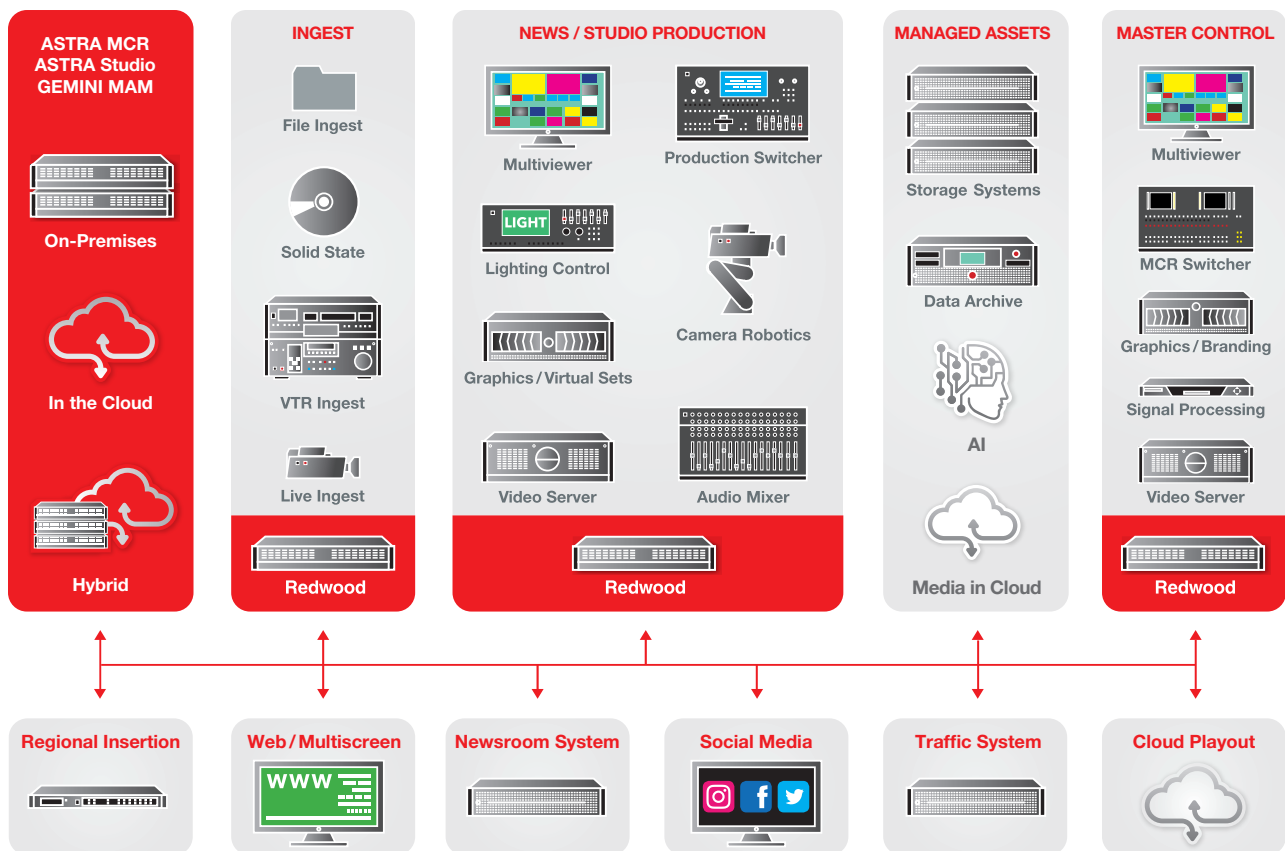 ASTRA MCR
ASTRA Studio
GEMINI MAM
On-Premises
In the Cloud
Hybrid
INGEST
File Ingest
Solid State
VTR Ingest
Live Ingest
Redwood
NEWS / STUDIO PRODUCTION
Multiviewer
Production Switcher
LIGHT
Lighting Control
Camera Robotics
Graphics / Virtual Sets
Video Server
Audio Mixer
Redwood
MANAGED ASSETS
Storage Systems
Data Archive
AI
Media in Cloud
MASTER CONTROL
Multiviewer
MCR Switcher
Graphics / Branding
Signal Processing
Video Server
Redwood
Regional Insertion
Web / Multiscreen
WWW
Newsroom System
Social Media
Traffic System
Cloud Playout